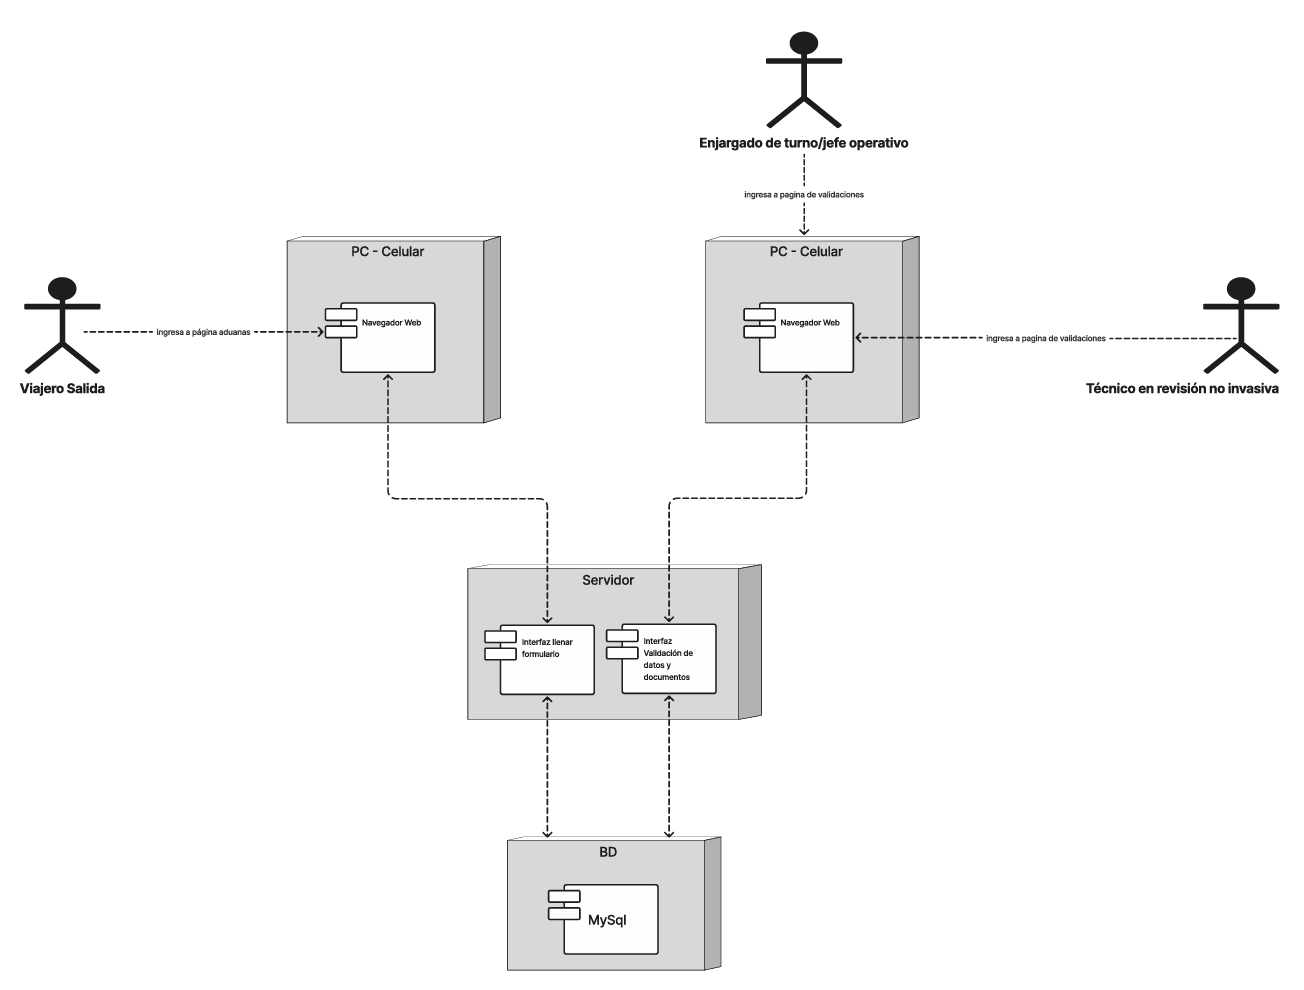 Enjargado de turno/jefe operativo
ingresa a pagina de validaciones
PC - Celular
Navegador Web
PC - Celular
Navegador Web
ingresa a página aduanas
Viajero Salida
ingresa a pagina de validaciones
Técnico en revisión no invasiva
Servidor
Interfaz llenar
formulario
Interfaz
Validación de
datos y
documentos
BD
MySql